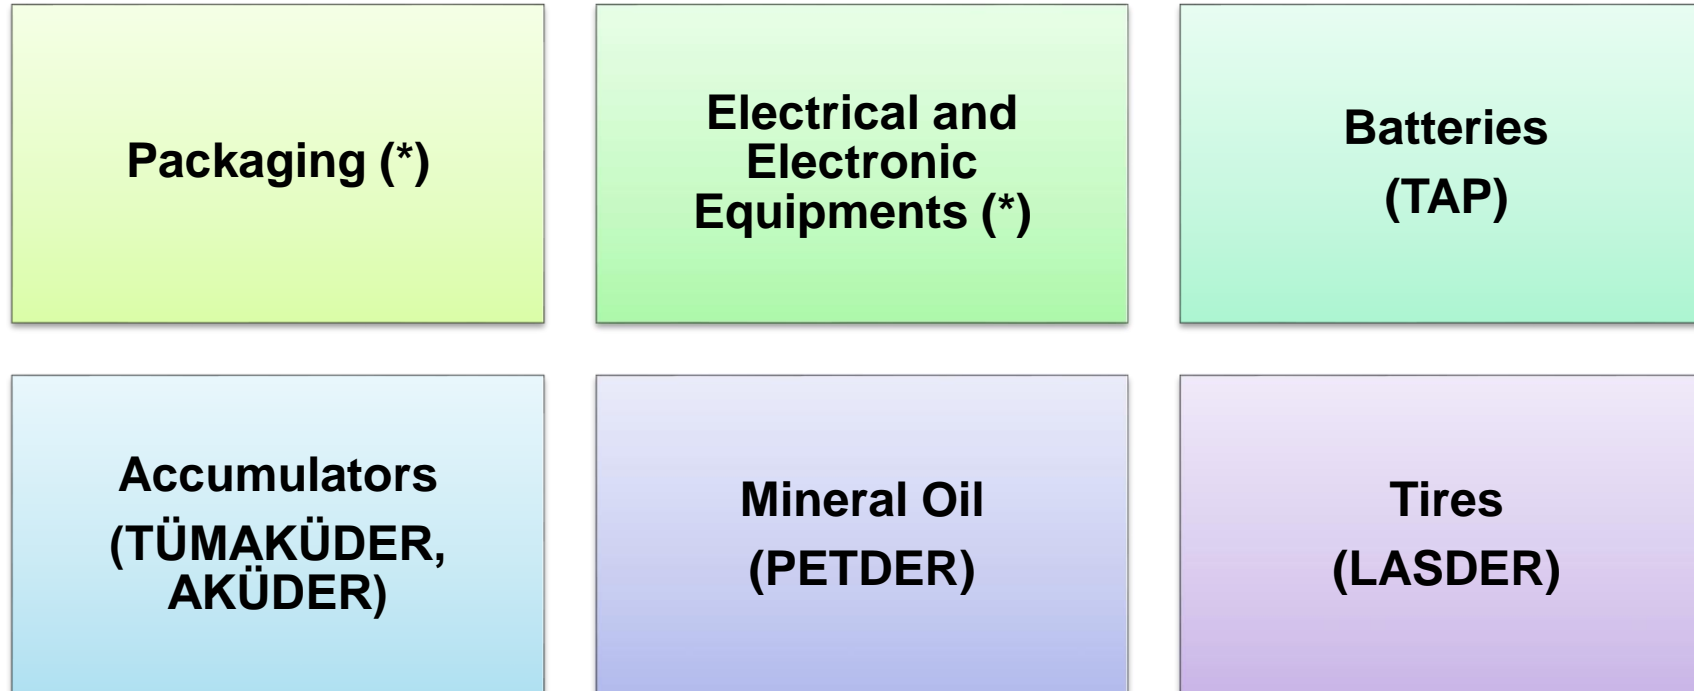 Packaging (*)
Electrical and
Electronic
Equipments (*)
Batteries
(TAP)
Accumulators
(TÜMAKÜDER,
AKÜDER)
Mineral Oil
(PETDER)
Tires
(LASDER)